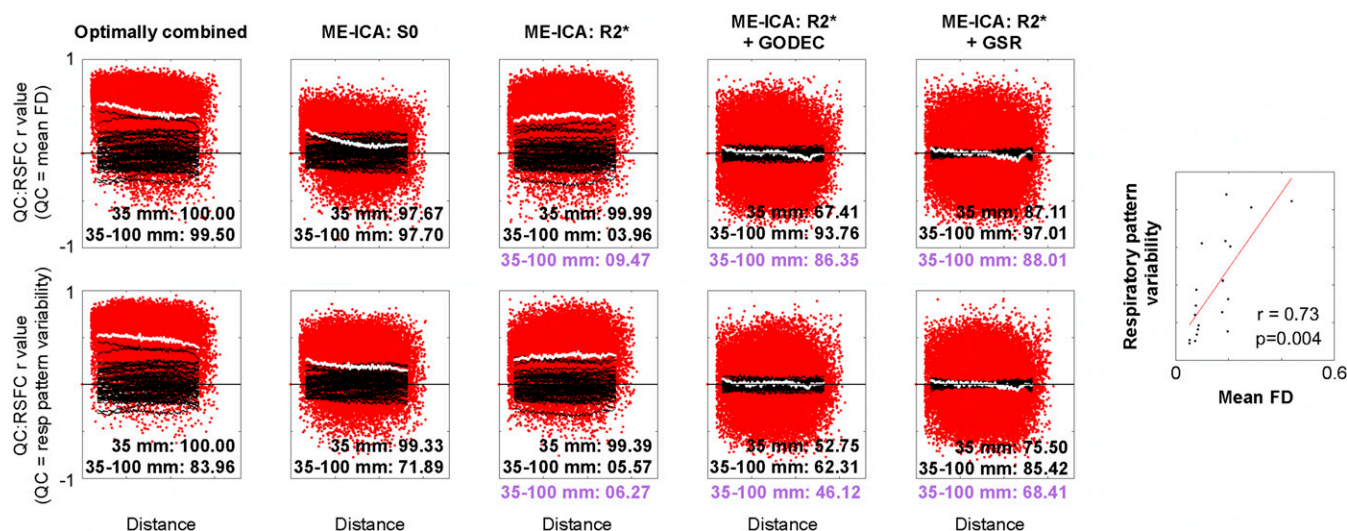 Optimally combined
ME-ICA: S0
ME-ICA: R2*
ME-ICA: R2*
+ GODEC
ME-ICA: R2*
+ GSR
QC:RSFC r value
(QC = mean FD)
1
-1
35 mm: 100.00
35-100 mm: 99.50
35 mm: 97.67
35-100 mm: 97.70
35 mm: 99.99
35-100 mm: 03.96
35-100 mm: 09.47
35 mm: 67.41
35-100 mm: 93.76
35-100 mm: 86.35
35 mm: 87.11
35-100 mm: 97.01
35-100 mm: 88.01
QC:RSFC r value
(QC = resp pattern variability)
1
-1
35 mm: 100.00
35-100 mm: 83.96
35 mm: 99.33
35-100 mm: 71.89
35 mm: 99.39
35-100 mm: 05.57
35-100 mm: 06.27
35 mm: 52.75
35-100 mm: 62.31
35-100 mm: 46.12
35 mm: 75.50
35-100 mm: 85.42
35-100 mm: 68.41
Distance
Distance
Distance
Distance
Distance
Respiratory pattern
variability
r = 0.73
p=0.004
0
0.6
Mean FD